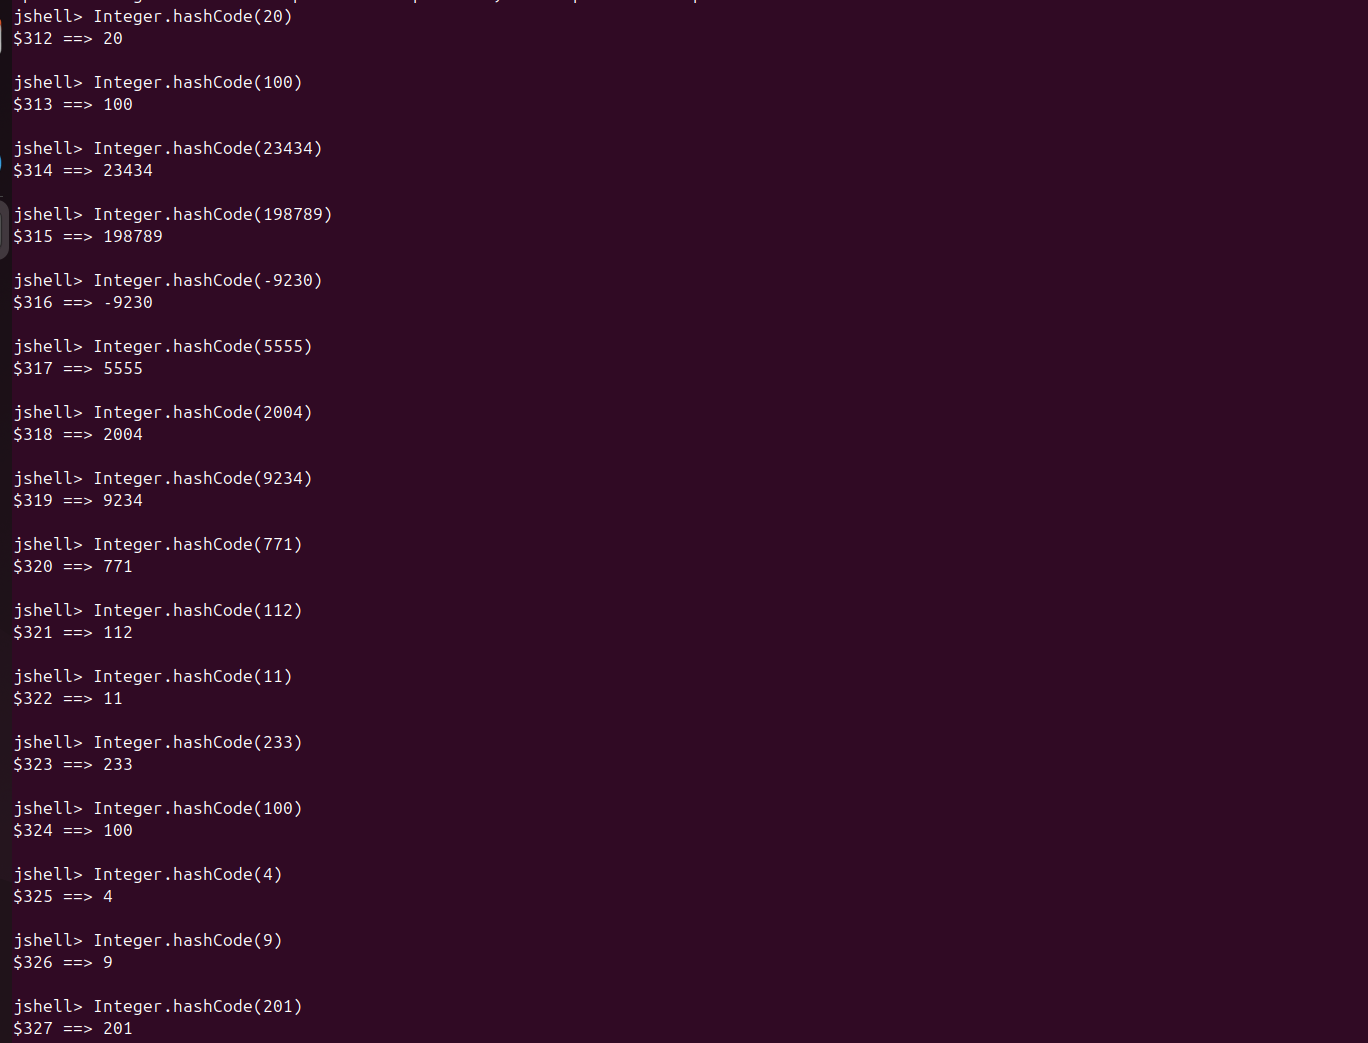 jshell> Integer.hashCode(20)
$312 ==> 20
jshell> Integer.hashCode(100)
$313 ==> 100
jshell> Integer.hashCode(23434)
$314 ==> 23434
jshell> Integer.hashCode(198789)
$315 ==> 198789
jshell> Integer.hashCode(-9230)
$316 ==> -9230
jshell> Integer.hashCode(5555)
$317 ==> 5555
jshell> Integer.hashCode(2004)
$318 ==> 2004
jshell> Integer.hashCode(9234)
$319 ==> 9234
jshell> Integer.hashCode(771)
$320 ==> 771
jshell> Integer.hashCode(112)
$321 ==> 112
jshell> Integer.hashCode(11)
$322 ==> 11
jshell> Integer.hashCode(233)
$323 ==> 233
jshell> Integer.hashCode(100)
$324 ==> 100
jshell> Integer.hashCode(4)
$325 ==> 4
jshell> Integer.hashCode(9)
$326 ==> 9
jshell> Integer.hashCode(201)
$327 ==> 201